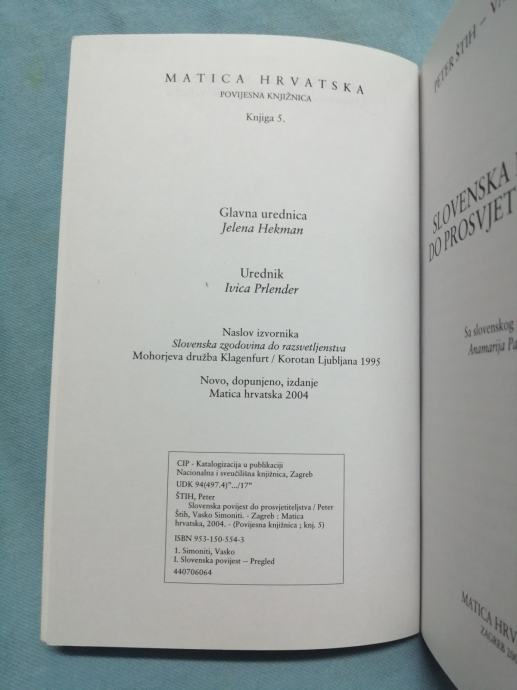 MATICA HRVATSKA
POVIJESNA KNJIŽNICA
Knjiga 5.
Glavna urednica
Jelena Hekman
Urednik
Ivica Prlender
Naslov izvornika
Slovenska zgodovina do razsvetljenstva
Mohorjeva družba Klagenfurt / Korotan Ljubljana 1995
Novo, dopunjeno, izdanje
Matica hrvatska 2004
CIP - Katalogizacija u publikaciji
Nacionalna i sveučilišna knjižnica, Zagreb
UDK 94(497.4)".../17"
ŠTIH, Peter
Slovenska povijest do prosvjetiteljstva / Peter
Štih, Vasko Simoniti. - Zagreb : Matica
hrvatska, 2004. - (Povijesna knjižnica ; knj. 5)
ISBN 953-150-554-3
1. Simoniti, Vasko
I. Slovenska povijest – Pregled
440706064
PETER ŠTIH –
SLOVENSKA
DO PROSVJET
Sa slovenskog
Anamarija
MATICA HRV
ZAGREB